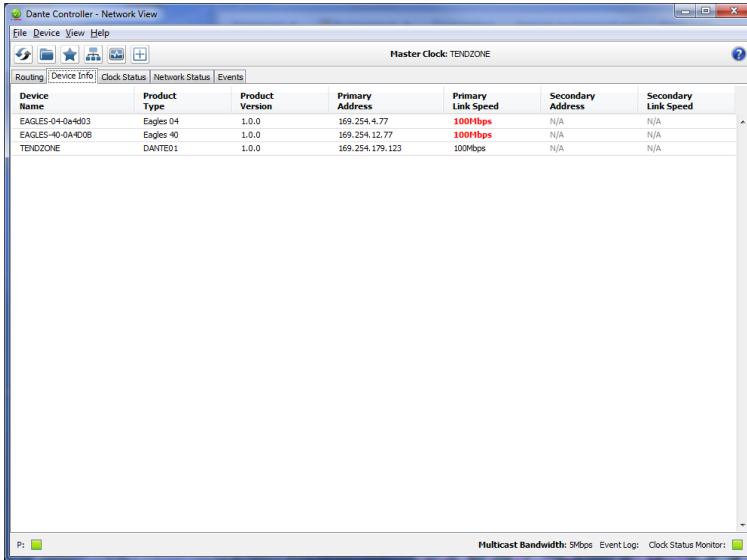 Dante Controller - Network View
File Device View Help
Master Clock: TENDZONE
?
Routing Device Info Clock Status Network Status Events
Device Name Product Type Product Version Primary Address Primary Link Speed Secondary Address Secondary Link Speed
EAGLES-04-0a4d03 Eagles 04 1.0.0 169.254.4.77 100Mbps N/A N/A
EAGLES-40-0A4D0B Eagles 40 1.0.0 169.254.12.77 100Mbps N/A N/A
TENDZONE DANTE01 1.0.0 169.254.179.123 100Mbps N/A N/A
P: Multicast Bandwidth: 5Mbps Event Log: Clock Status Monitor: